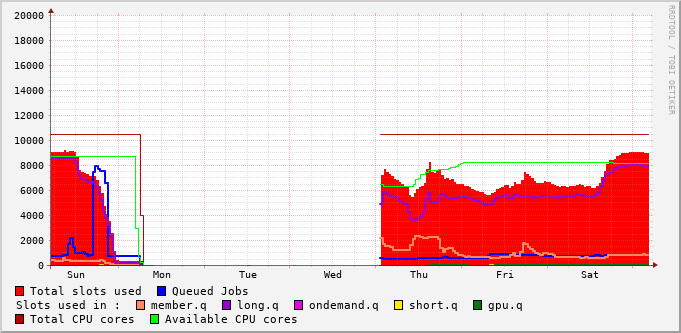 20000
18000
16000
14000
12000
10000
8000
6000
4000
2000
0
Sun Mon Tue Wed Thu Fri Sat
RRDTOOL / TOBI OETIKER
Total slots used Queued Jobs
Slots used in : member.q long.q ondemand.q short.q gpu.q
Total CPU cores Available CPU cores